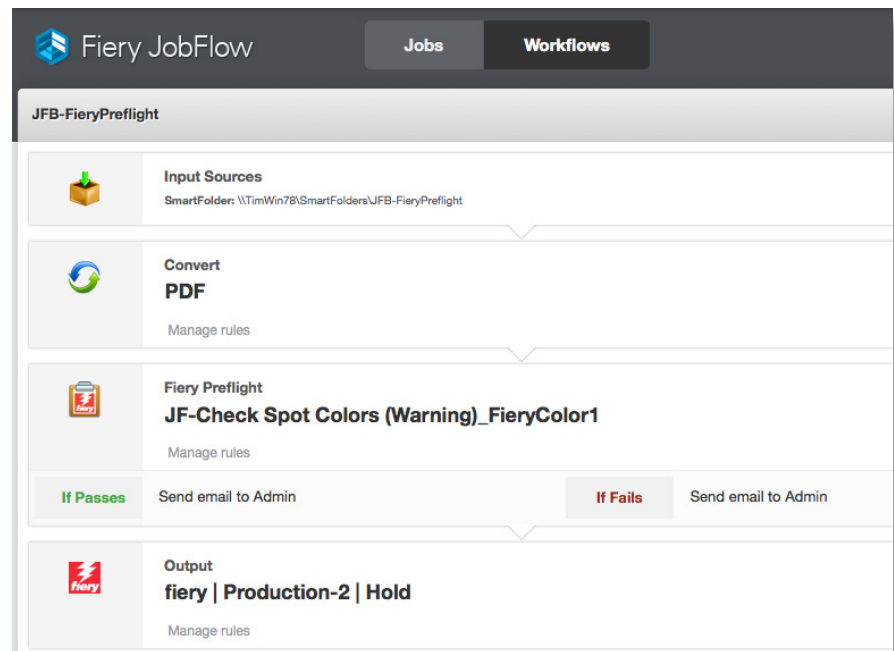 Fiery JobFlow
Jobs
Workflows
JFB-FieryPreflight
Input Sources
SmartFolder: \\TimWin78\SmartFolders\JFB-FieryPreflight
Convert
PDF
Manage rules
fiery
Fiery Preflight
JF-Check Spot Colors (Warning)_FieryColor1
Manage rules
If Passes
Send email to Admin
If Fails
Send email to Admin
fiery
Output
fiery | Production-2 | Hold
Manage rules